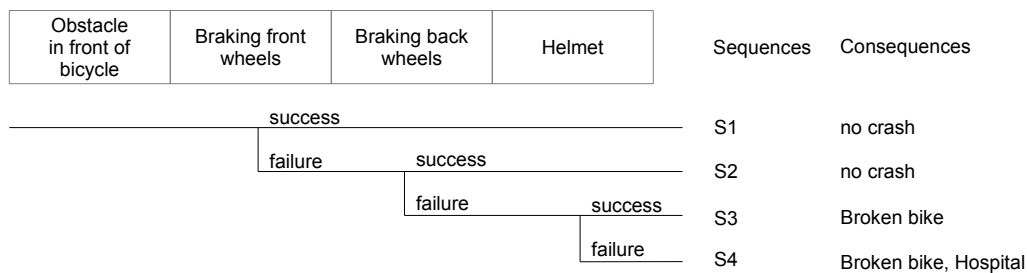 Obstacle
in front of
bicycle
Braking front
wheels
Braking back
wheels
Helmet
Sequences
Consequences
success
S1
no crash
failure
success
S2
no crash
failure
success
S3
Broken bike
failure
S4
Broken bike, Hospital